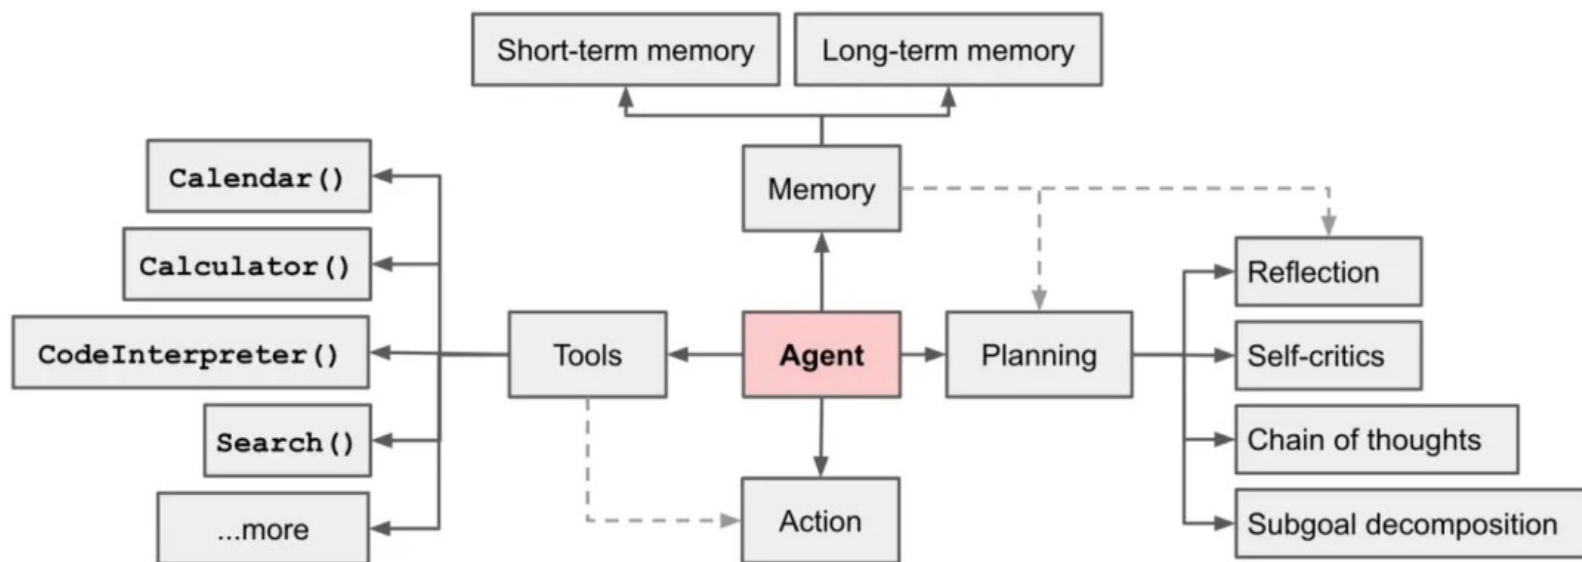 Short-term memory
Long-term memory
Calendar()
Memory
Calculator()
Reflection
CodeInterpreter()
Tools
Agent
Planning
Self-critics
Search()
Chain of thoughts
...more
Action
Subgoal decomposition